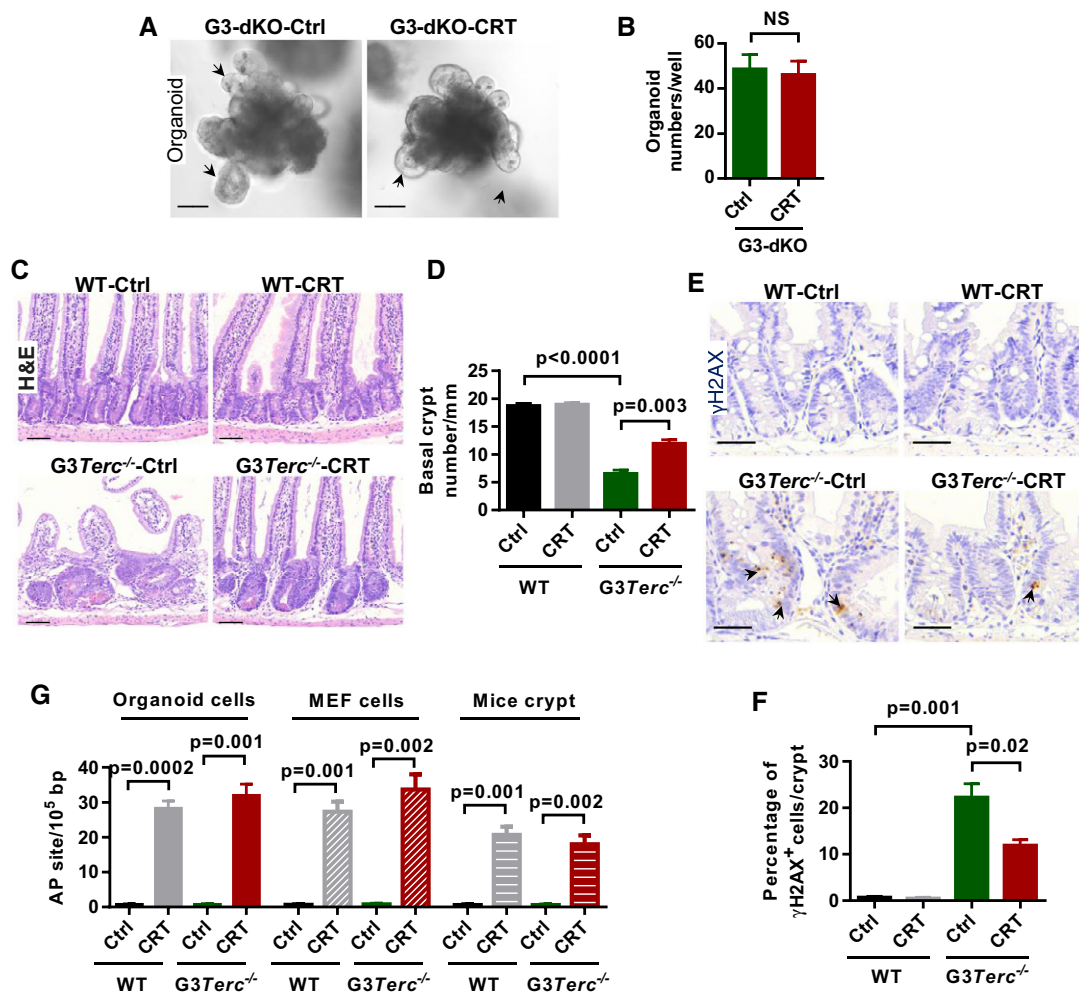 A
G3-dKO-Ctrl
G3-dKO-CRT
Organoid
B
NS
Organoid
numbers/well
60
40
20
0
Ctrl
CRT
G3-dKO
C
WT-Ctrl
WT-CRT
H&E
G3Terc-/--Ctrl
G3Terc-/--CRT
D
p<0.0001
p=0.003
Basal crypt
number/mm
25
20
15
10
5
0
Ctrl
CRT
Ctrl
CRT
WT
G3Terc-/-
E
WT-Ctrl
WT-CRT
γH2AX
G3Terc-/--Ctrl
G3Terc-/--CRT
G
Organoid cells
MEF cells
Mice crypt
p=0.0002
p=0.001
p=0.001
p=0.002
p=0.001
p=0.002
AP site/10⁵ bp
40
30
20
10
0
Ctrl
CRT
Ctrl
CRT
Ctrl
CRT
Ctrl
CRT
Ctrl
CRT
Ctrl
CRT
WT
G3Terc-/-
WT
G3Terc-/-
WT
G3Terc-/-
F
p=0.001
p=0.02
Percentage of
γH2AX⁺ cells/crypt
30
20
10
0
Ctrl
CRT
Ctrl
CRT
WT
G3Terc-/-